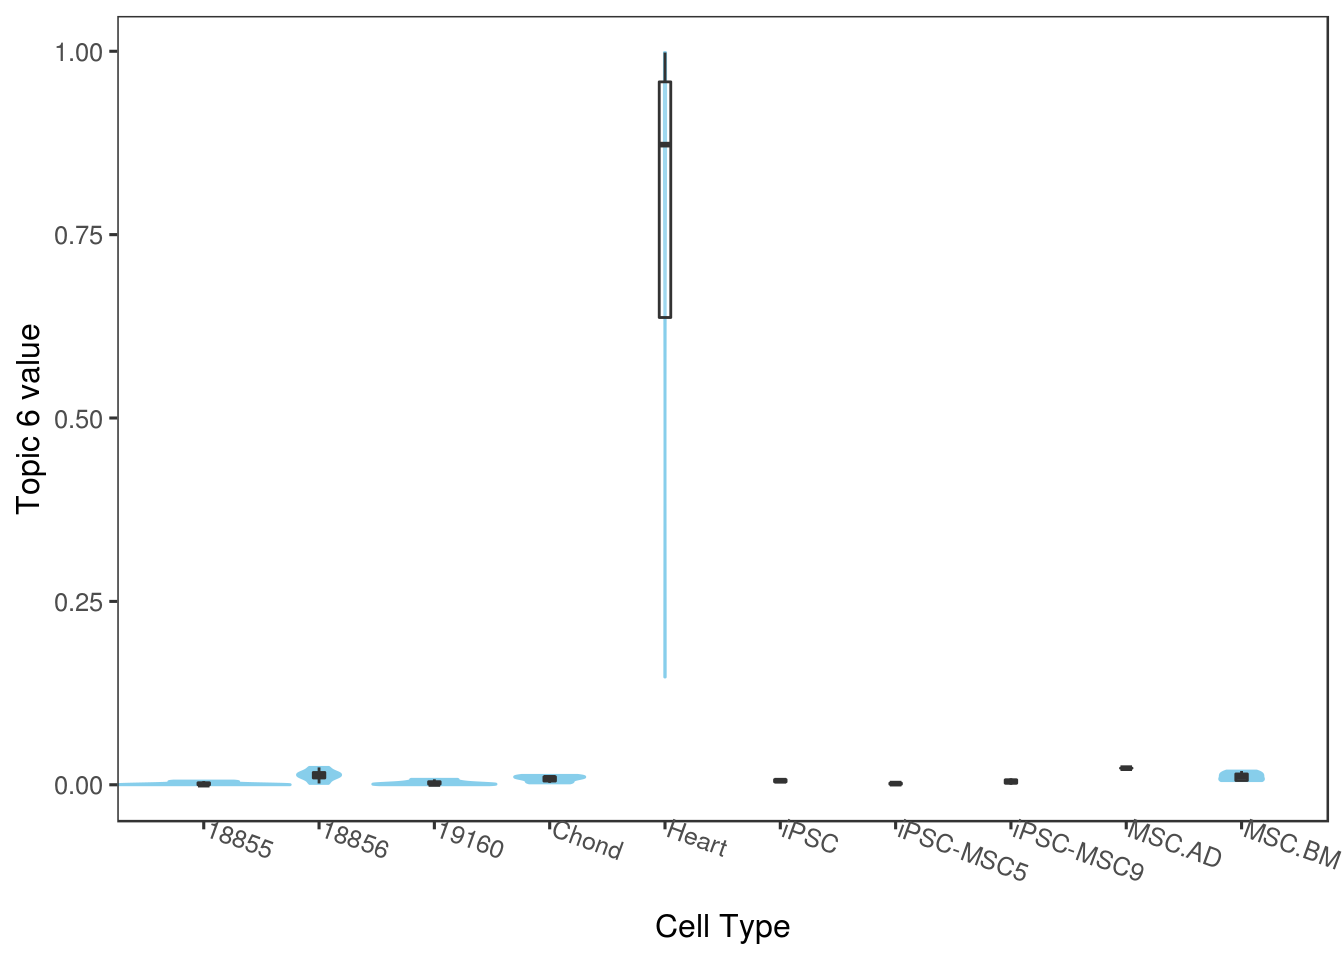 1.00
0.75
0.50
0.25
0.00
Topic 6 value
18855
18856
19160
Chond
Heart
iPSC
iPSC-MSC5
iPSC-MSC9
MSC.AD
MSC.BM
Cell Type